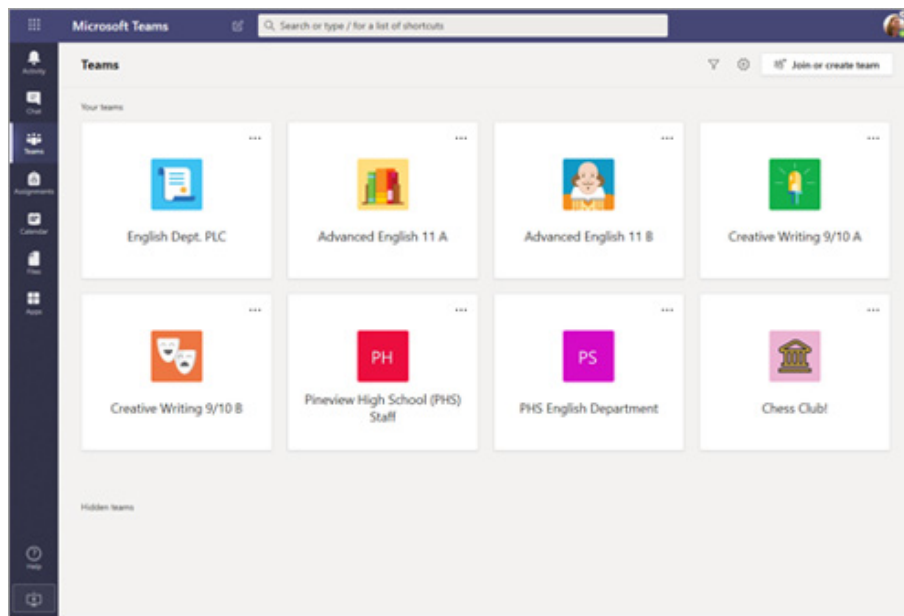 Microsoft Teams
Search or type / for a list of shortcuts
Activity
Chat
Teams
Assignments
Calendar
Files
Apps
Help
Teams
Join or create team
Your teams
English Dept. PLC
Advanced English 11 A
Advanced English 11 B
Creative Writing 9/10 A
Creative Writing 9/10 B
PH
Pineview High School (PHS)
Staff
PS
PHS English Department
Chess Club!
Hidden teams